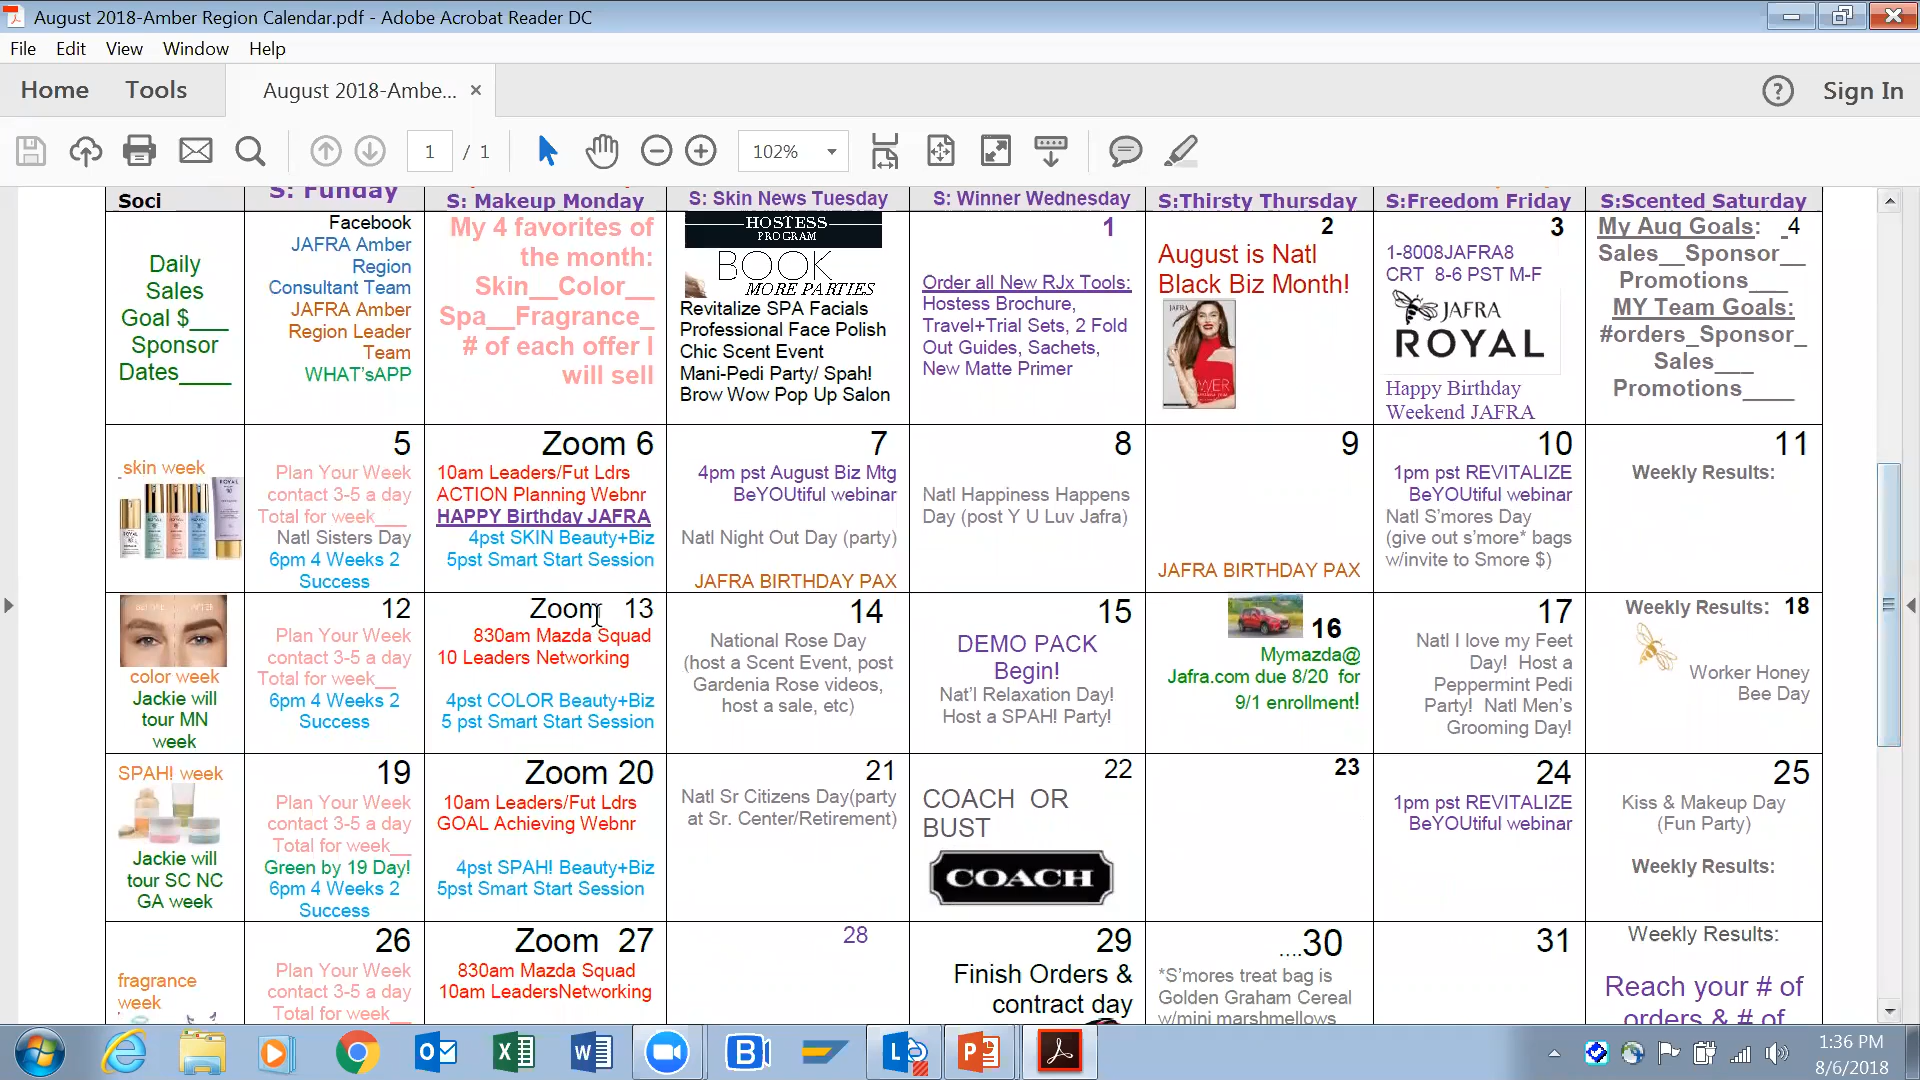 August 2018-Amber Region Calendar.pdf - Adobe Acrobat Reader DC
File Edit View Window Help
Home Tools August 2018-Ambe... × Sign In
1 / 1 102%
Soci S: Funday S: Makeup Monday S: Skin News Tuesday S: Winner Wednesday S:Thirsty Thursday S:Freedom Friday S:Scented Saturday
Daily
Sales
Goal $___
Sponsor
Dates____
Facebook
JAFRA Amber
Region
Consultant Team
JAFRA Amber
Region Leader
Team
WHAT'sAPP
My 4 favorites of
the month:
Skin__Color__
Spa__Fragrance_
# of each offer I
will sell
HOSTESS
PROGRAM
BOOK
MORE PARTIES
Revitalize SPA Facials
Professional Face Polish
Chic Scent Event
Mani-Pedi Party/ Spah!
Brow Wow Pop Up Salon
1
Order all New RJx Tools:
Hostess Brochure,
Travel+Trial Sets, 2 Fold
Out Guides, Sachets,
New Matte Primer
2
August is Natl
Black Biz Month!
3
1-8008JAFRA8
CRT 8-6 PST M-F
JAFRA
ROYAL
Happy Birthday
Weekend JAFRA
My Aug Goals: _4
Sales__Sponsor__
Promotions___
MY Team Goals:
#orders_Sponsor_
Sales___
Promotions____
skin week
ROYAL
5
Plan Your Week
contact 3-5 a day
Total for week___
Natl Sisters Day
6pm 4 Weeks 2
Success
Zoom 6
10am Leaders/Fut Ldrs
ACTION Planning Webnr
HAPPY Birthday JAFRA
4pst SKIN Beauty+Biz
5pst Smart Start Session
7
4pm pst August Biz Mtg
BeYOUtiful webinar
Natl Night Out Day (party)
JAFRA BIRTHDAY PAX
8
Natl Happiness Happens
Day (post Y U Luv Jafra)
9
JAFRA BIRTHDAY PAX
10
1pm pst REVITALIZE
BeYOUtiful webinar
Natl S'mores Day
(give out s'more* bags
w/invite to Smore $)
11
Weekly Results:
color week
Jackie will
tour MN
week
12
Plan Your Week
contact 3-5 a day
Total for week__
6pm 4 Weeks 2
Success
Zoom 13
830am Mazda Squad
10 Leaders Networking
4pst COLOR Beauty+Biz
5 pst Smart Start Session
14
National Rose Day
(host a Scent Event, post
Gardenia Rose videos,
host a sale, etc)
15
DEMO PACK
Begin!
Nat'l Relaxation Day!
Host a SPAH! Party!
16
Mymazda@
Jafra.com due 8/20 for
9/1 enrollment!
17
Natl I love my Feet
Day! Host a
Peppermint Pedi
Party! Natl Men's
Grooming Day!
Weekly Results: 18
Worker Honey
Bee Day
SPAH! week
Jackie will
tour SC NC
GA week
19
Plan Your Week
contact 3-5 a day
Total for week__
Green by 19 Day!
6pm 4 Weeks 2
Success
Zoom 20
10am Leaders/Fut Ldrs
GOAL Achieving Webnr
4pst SPAH! Beauty+Biz
5pst Smart Start Session
21
Natl Sr Citizens Day(party
at Sr. Center/Retirement)
22
COACH OR
BUST
COACH
23
24
1pm pst REVITALIZE
BeYOUtiful webinar
25
Kiss & Makeup Day
(Fun Party)
Weekly Results:
fragrance
week
26
Plan Your Week
contact 3-5 a day
Total for week__
Zoom 27
830am Mazda Squad
10am LeadersNetworking
28
29
Finish Orders &
contract day
....30
*S'mores treat bag is
Golden Graham Cereal
w/mini marshmellows
31
Weekly Results:
Reach your # of
orders & # of
1:36 PM
8/6/2018